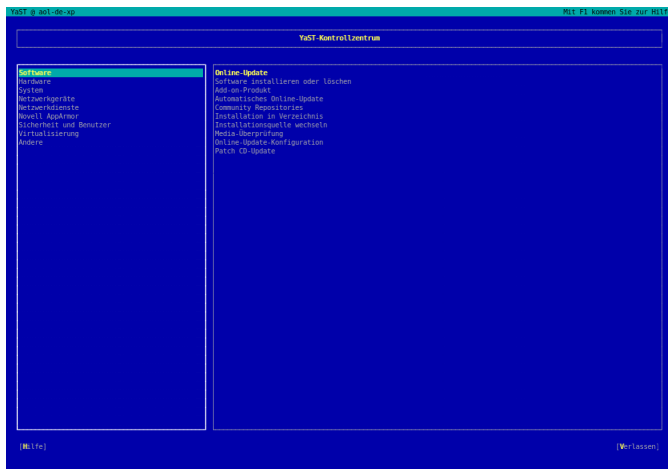 YaST @ aol-de-xp Mit F1 kommen Sie zur Hilf
YaST-Kontrollzentrum
Software
Hardware
System
Netzwerkgeräte
Netzwerkdienste
Novell AppArmor
Sicherheit und Benutzer
Virtualisierung
Andere
Online-Update
Software installieren oder löschen
Add-on-Produkt
Automatisches Online-Update
Community Repositories
Installation in Verzeichnis
Installationsquelle wechseln
Media-Überprüfung
Online-Update-Konfiguration
Patch CD-Update
[Hilfe] [Verlassen]